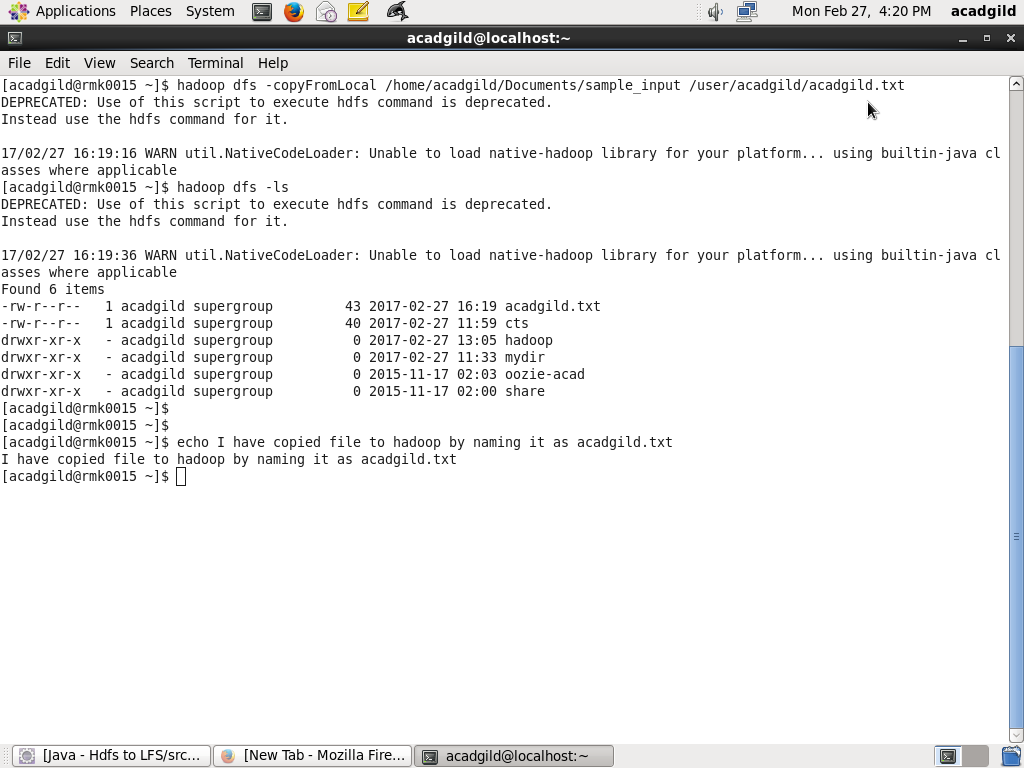 Applications Places System Mon Feb 27, 4:20 PM acadgild
acadgild@localhost:~
File Edit View Search Terminal Help
[acadgild@rmk0015 ~]$ hadoop dfs -copyFromLocal /home/acadgild/Documents/sample_input /user/acadgild/acadgild.txt
DEPRECATED: Use of this script to execute hdfs command is deprecated.
Instead use the hdfs command for it.
17/02/27 16:19:16 WARN util.NativeCodeLoader: Unable to load native-hadoop library for your platform... using builtin-java cl
asses where applicable
[acadgild@rmk0015 ~]$ hadoop dfs -ls
DEPRECATED: Use of this script to execute hdfs command is deprecated.
Instead use the hdfs command for it.
17/02/27 16:19:36 WARN util.NativeCodeLoader: Unable to load native-hadoop library for your platform... using builtin-java cl
asses where applicable
Found 6 items
-rw-r--r--   1 acadgild supergroup         43 2017-02-27 16:19 acadgild.txt
-rw-r--r--   1 acadgild supergroup         40 2017-02-27 11:59 cts
drwxr-xr-x   - acadgild supergroup          0 2017-02-27 13:05 hadoop
drwxr-xr-x   - acadgild supergroup          0 2017-02-27 11:33 mydir
drwxr-xr-x   - acadgild supergroup          0 2015-11-17 02:03 oozie-acad
drwxr-xr-x   - acadgild supergroup          0 2015-11-17 02:00 share
[acadgild@rmk0015 ~]$
[acadgild@rmk0015 ~]$
[acadgild@rmk0015 ~]$ echo I have copied file to hadoop by naming it as acadgild.txt
I have copied file to hadoop by naming it as acadgild.txt
[acadgild@rmk0015 ~]$
[Java - Hdfs to LFS/src... [New Tab - Mozilla Fire... acadgild@localhost:~